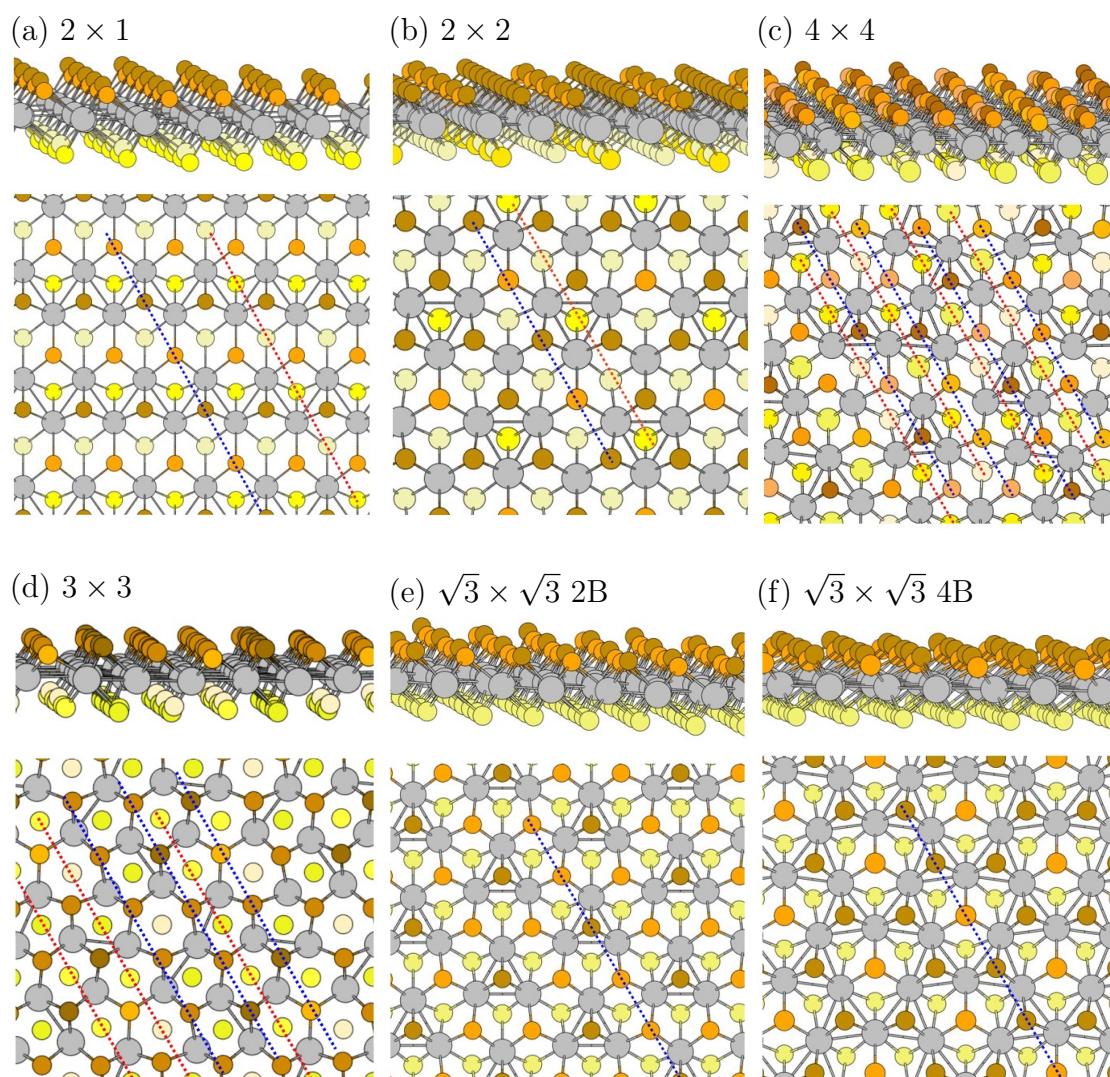 (a) 2 × 1
(b) 2 × 2
(c) 4 × 4
(d) 3 × 3
(e) √3 × √3 2B
(f) √3 × √3 4B